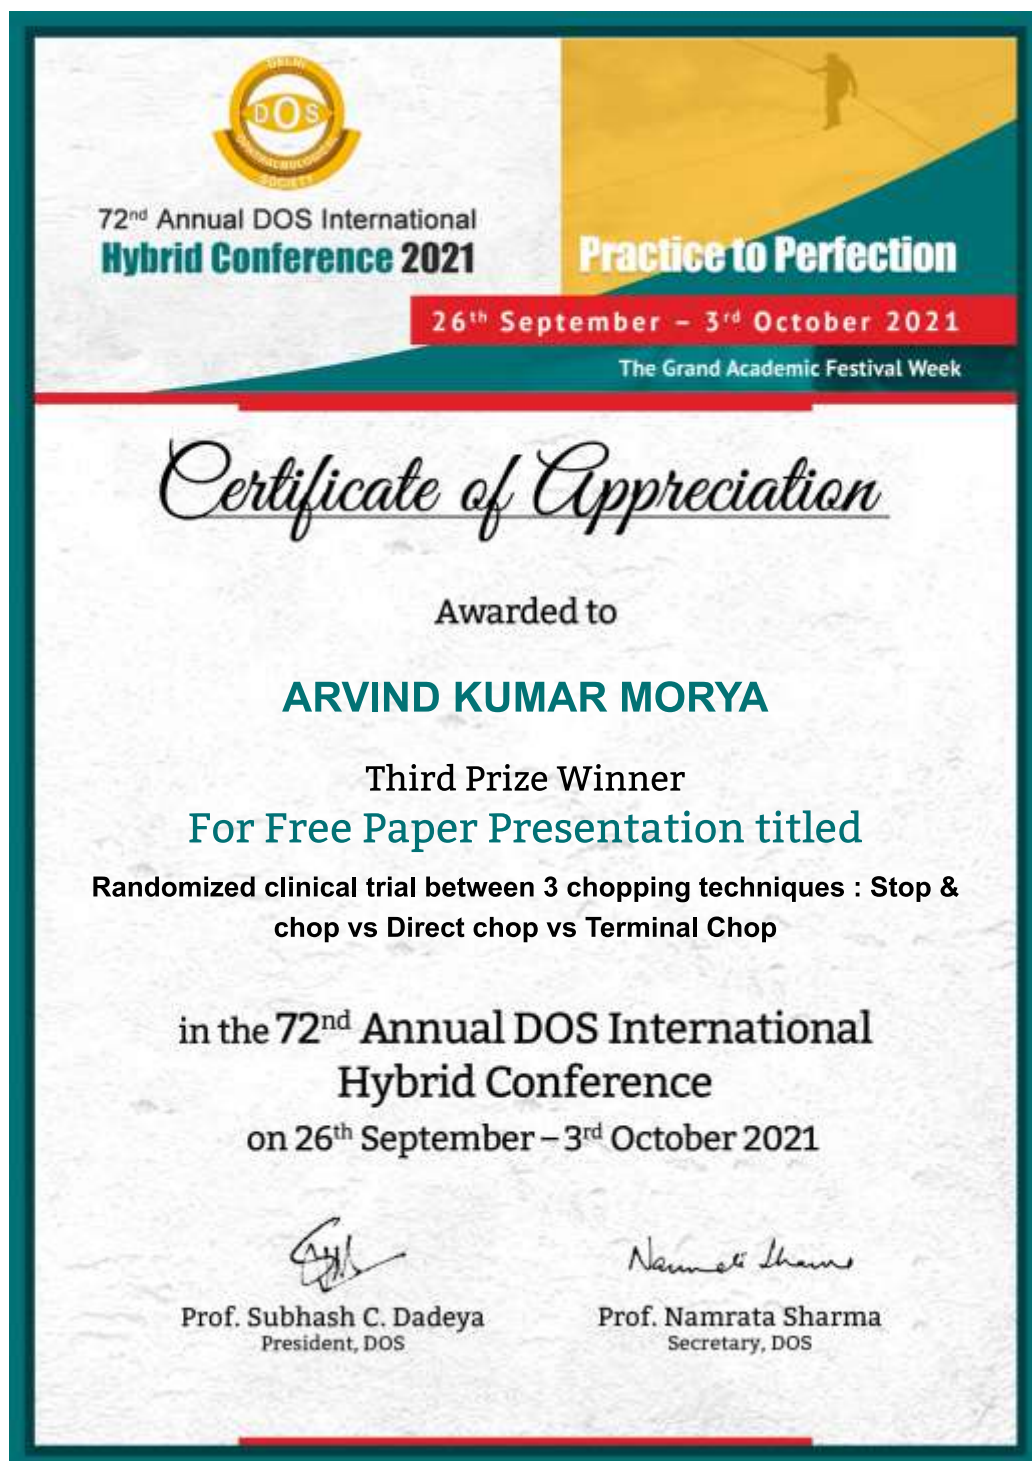 DELHI
DOS
OPHTHALMOLOGICAL
SOCIETY
72nd Annual DOS International
Hybrid Conference 2021
Practice to Perfection
26th September – 3rd October 2021
The Grand Academic Festival Week
Certificate of Appreciation
Awarded to
ARVIND KUMAR MORYA
Third Prize Winner
For Free Paper Presentation titled
Randomized clinical trial between 3 chopping techniques : Stop &
chop vs Direct chop vs Terminal Chop
in the 72nd Annual DOS International
Hybrid Conference
on 26th September – 3rd October 2021
Namrata Sharma
Prof. Subhash C. Dadeya
President, DOS
Prof. Namrata Sharma
Secretary, DOS